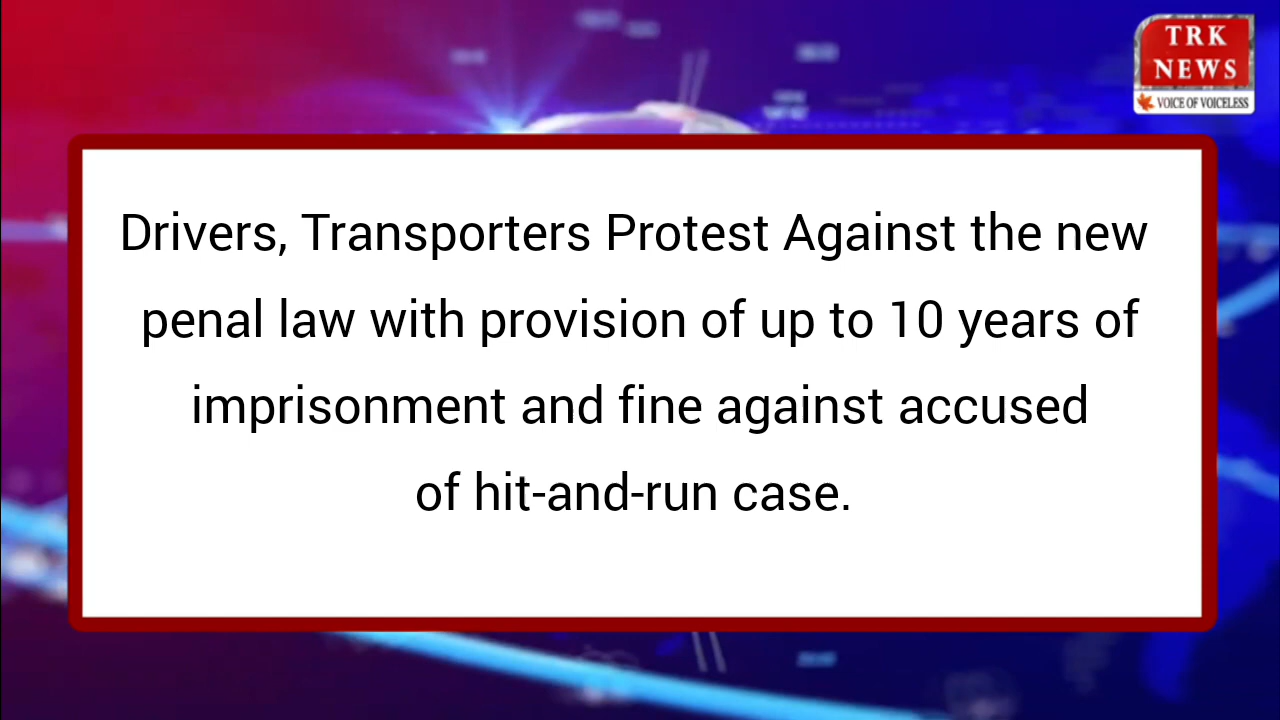 TRK
NEWS
VOICE OF VOICELESS
Drivers, Transporters Protest Against the new
penal law with provision of up to 10 years of
imprisonment and fine against accused
of hit-and-run case.